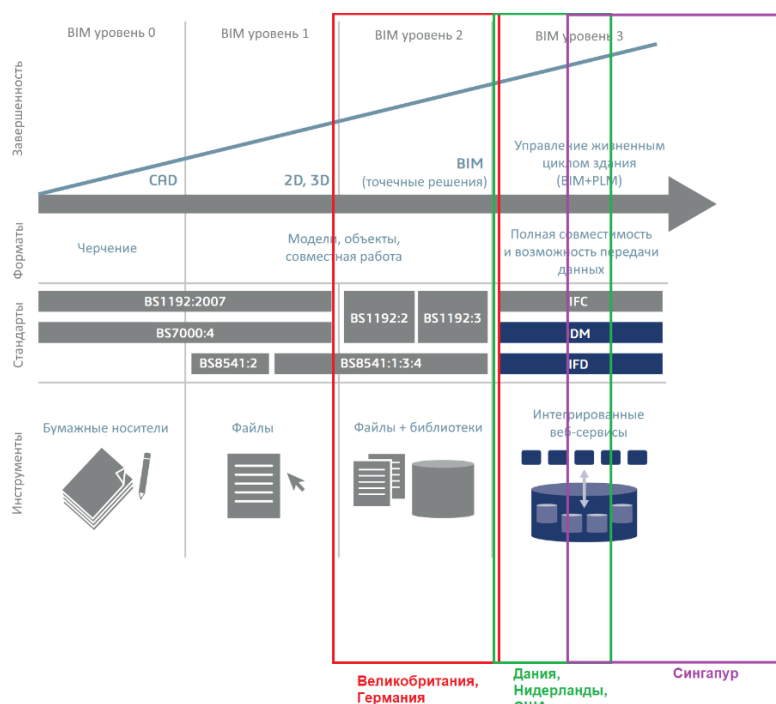 BIM уровень 0
BIM уровень 1
BIM уровень 2
BIM уровень 3
Завершенность
CAD
2D, 3D
BIM
(точечные решения)
Управление жизненным
циклом здания
(BIM+PLM)
Форматы
Черчение
Модели, объекты,
совместная работа
Полная совместимость
и возможность передачи
данных
Стандарты
BS1192:2007
BS7000:4
BS8541:2
BS8541:1:3:4
BS1192:2
BS1192:3
IFC
DM
IFD
Инструменты
Бумажные носители
Файлы
Файлы + библиотеки
Интегрированные
веб-сервисы
Великобритания,
Германия
Дания,
Нидерланды,
Сингапур